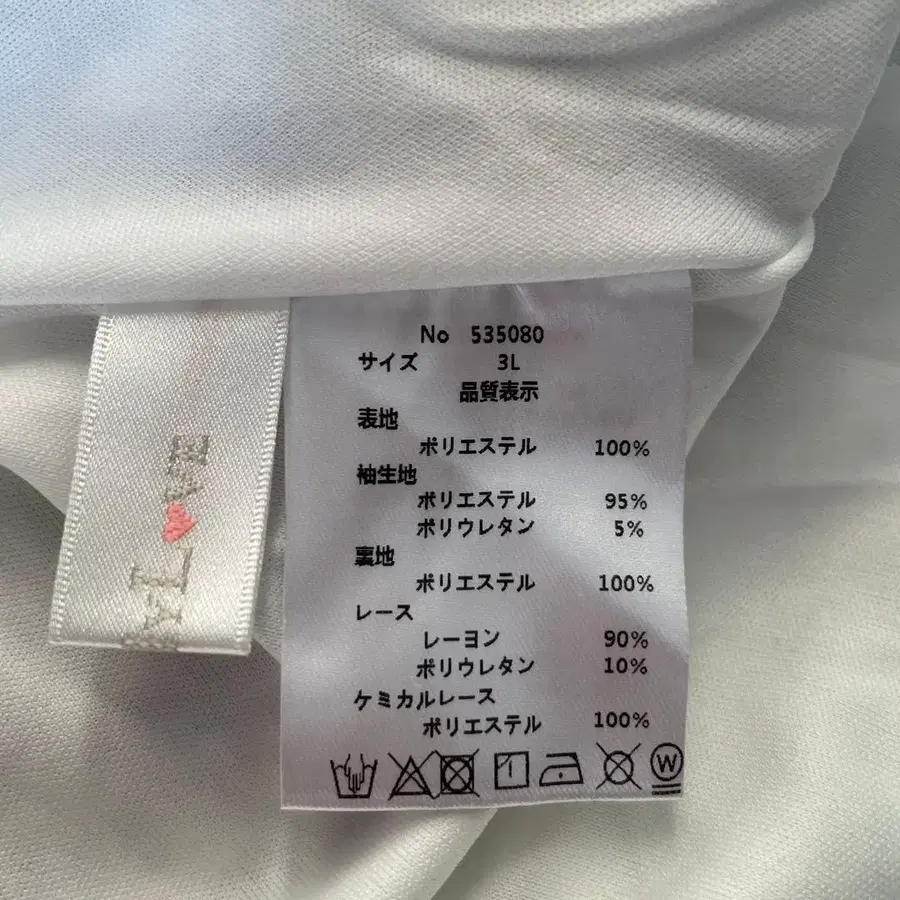 No 535080
サイズ 3L
品質表示
表地
ポリエステル 100%
袖生地
ポリエステル 95%
ポリウレタン 5%
裏地
ポリエステル 100%
レース
レーヨン 90%
ポリウレタン 10%
ケミカルレース
ポリエステル 100%
W